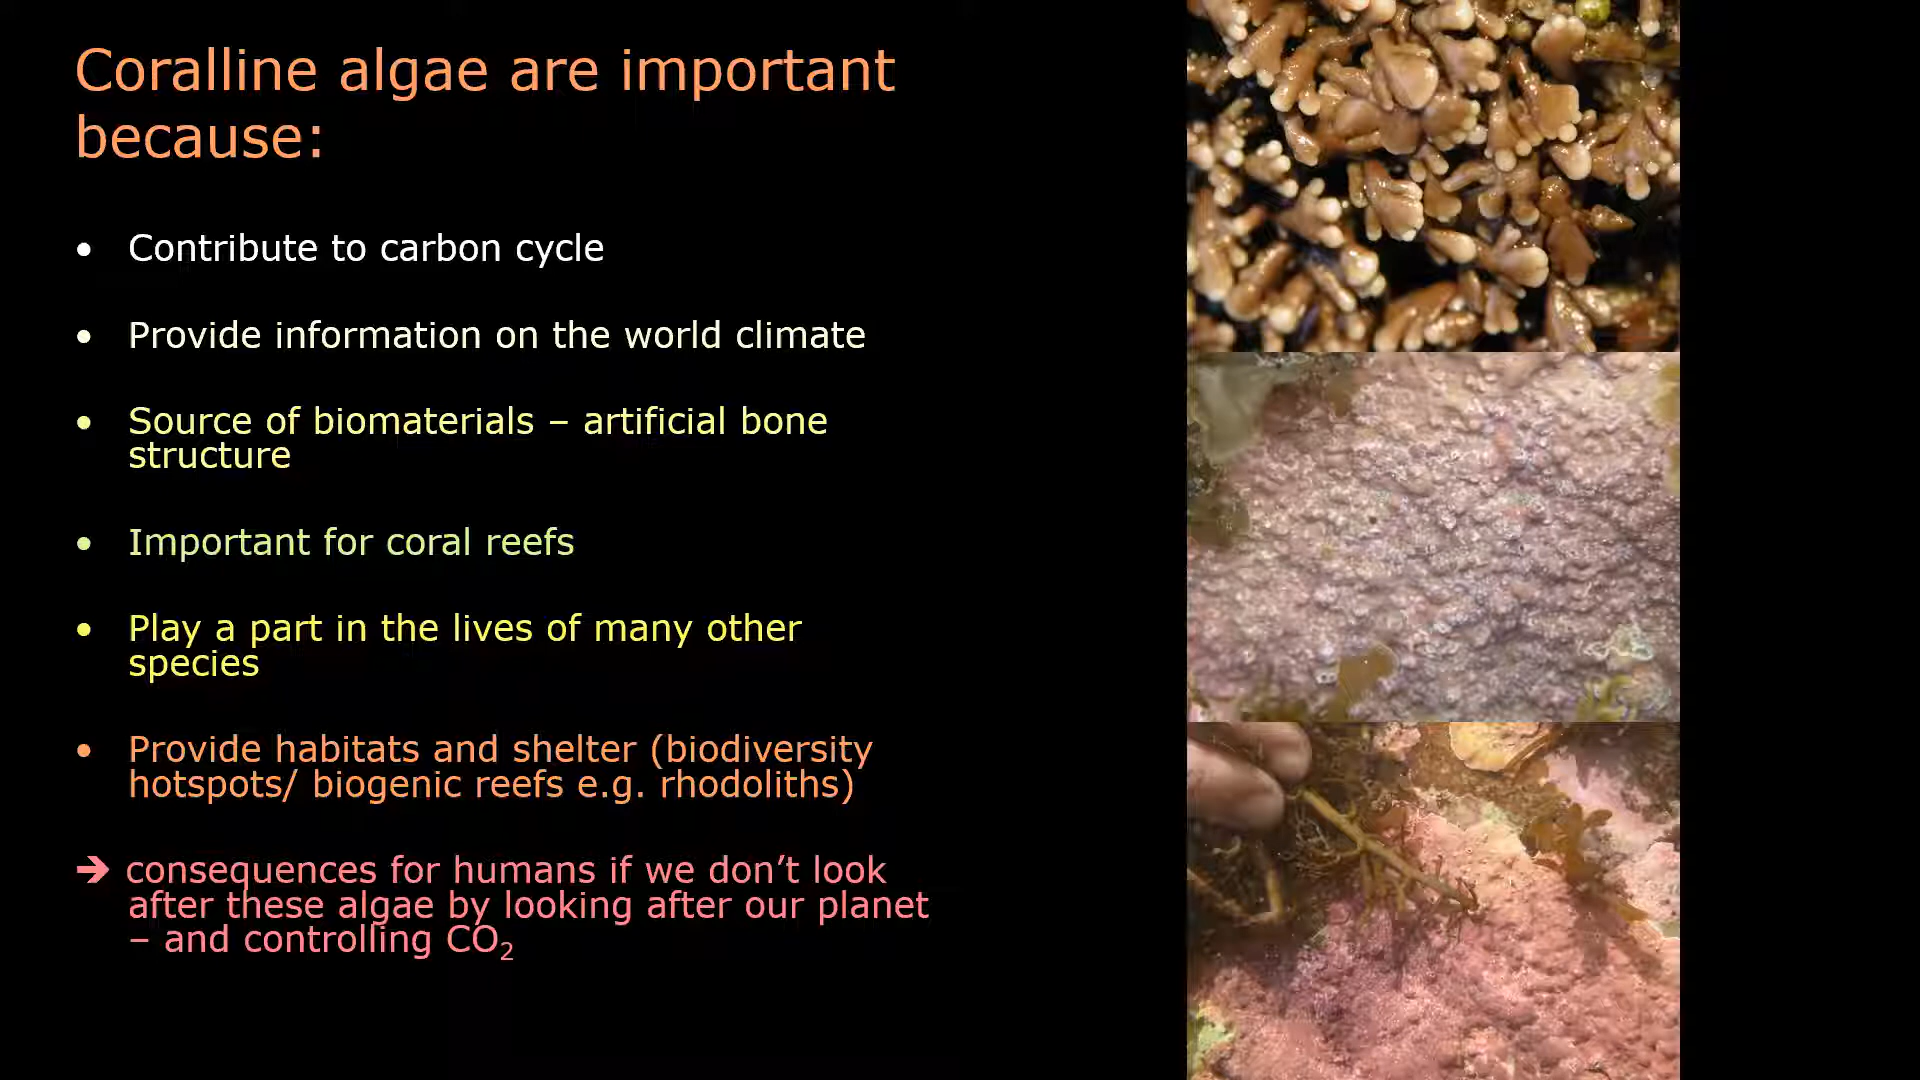 Coralline algae are important
because:
• Contribute to carbon cycle
• Provide information on the world climate
• Source of biomaterials – artificial bone
structure
• Important for coral reefs
• Play a part in the lives of many other
species
• Provide habitats and shelter (biodiversity
hotspots/ biogenic reefs e.g. rhodoliths)
➔ consequences for humans if we don’t look
after these algae by looking after our planet
– and controlling CO₂